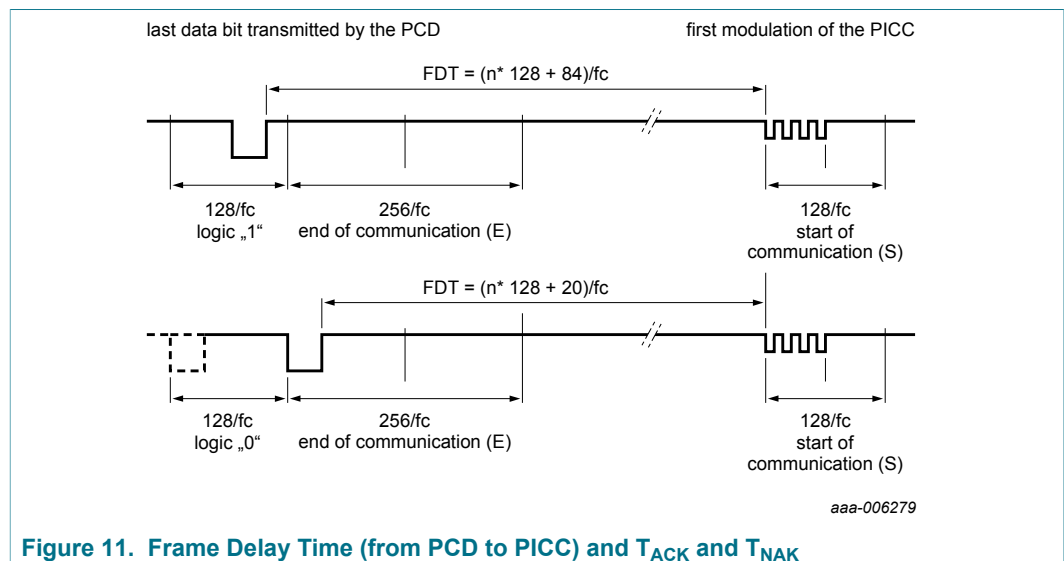 last data bit transmitted by the PCD
first modulation of the PICC
FDT = (n* 128 + 84)/fc
128/fc
logic „1“
256/fc
end of communication (E)
128/fc
start of
communication (S)
FDT = (n* 128 + 20)/fc
128/fc
logic „0“
256/fc
end of communication (E)
128/fc
start of
communication (S)
aaa-006279
Figure 11. Frame Delay Time (from PCD to PICC) and TACK and TNAK